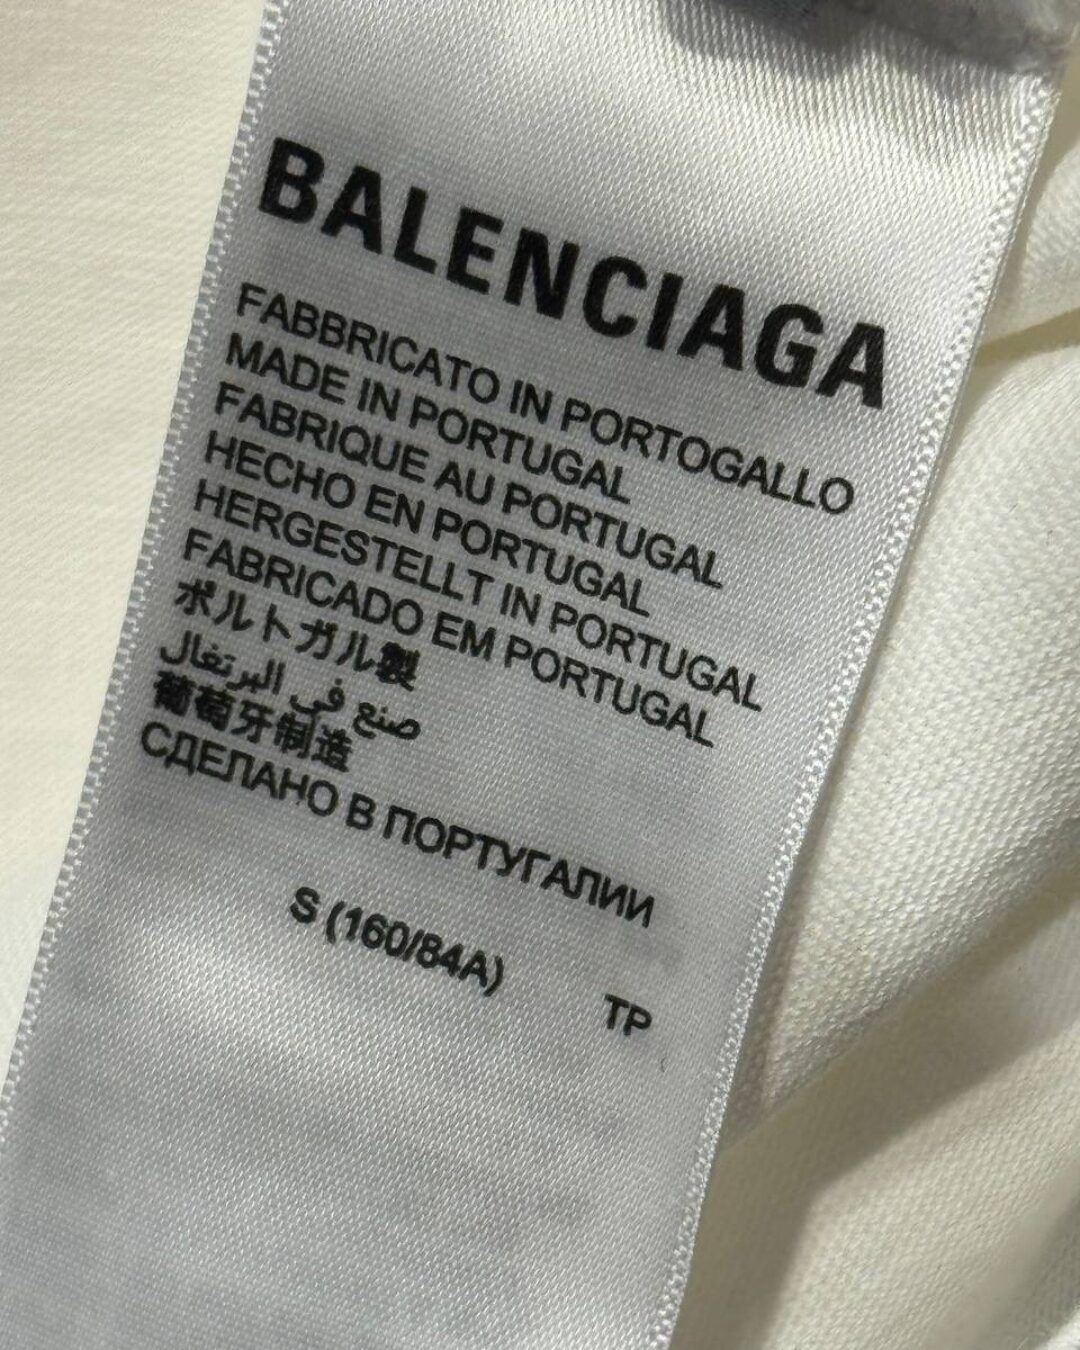 BALENCIAGA
FABBRICATO IN PORTOGALLO
MADE IN PORTUGAL
FABRIQUE AU PORTUGAL
HECHO EN PORTUGAL
HERGESTELLT IN PORTUGAL
FABRICADO EM PORTUGAL
ポルトガル製
صنع في البرتغال
葡萄牙制造
СДЕЛАНО В ПОРТУГАЛИИ
S (160/84A)
TP